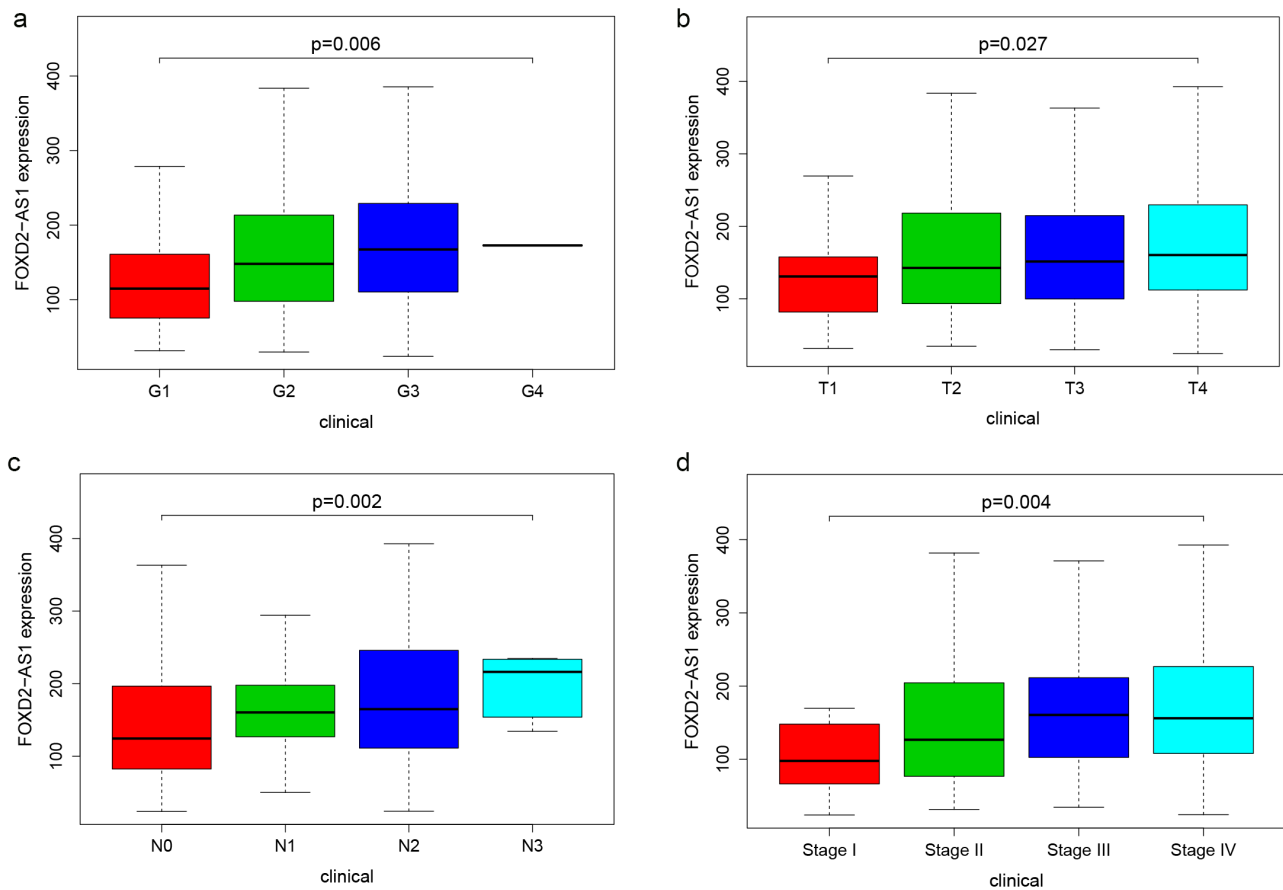 a
p=0.006
FOXD2−AS1 expression
400
300
200
100
G1 G2 G3 G4
clinical
b
p=0.027
FOXD2−AS1 expression
400
300
200
100
T1 T2 T3 T4
clinical
c
p=0.002
FOXD2−AS1 expression
400
300
200
100
N0 N1 N2 N3
clinical
d
p=0.004
FOXD2−AS1 expression
400
300
200
100
Stage I Stage II Stage III Stage IV
clinical